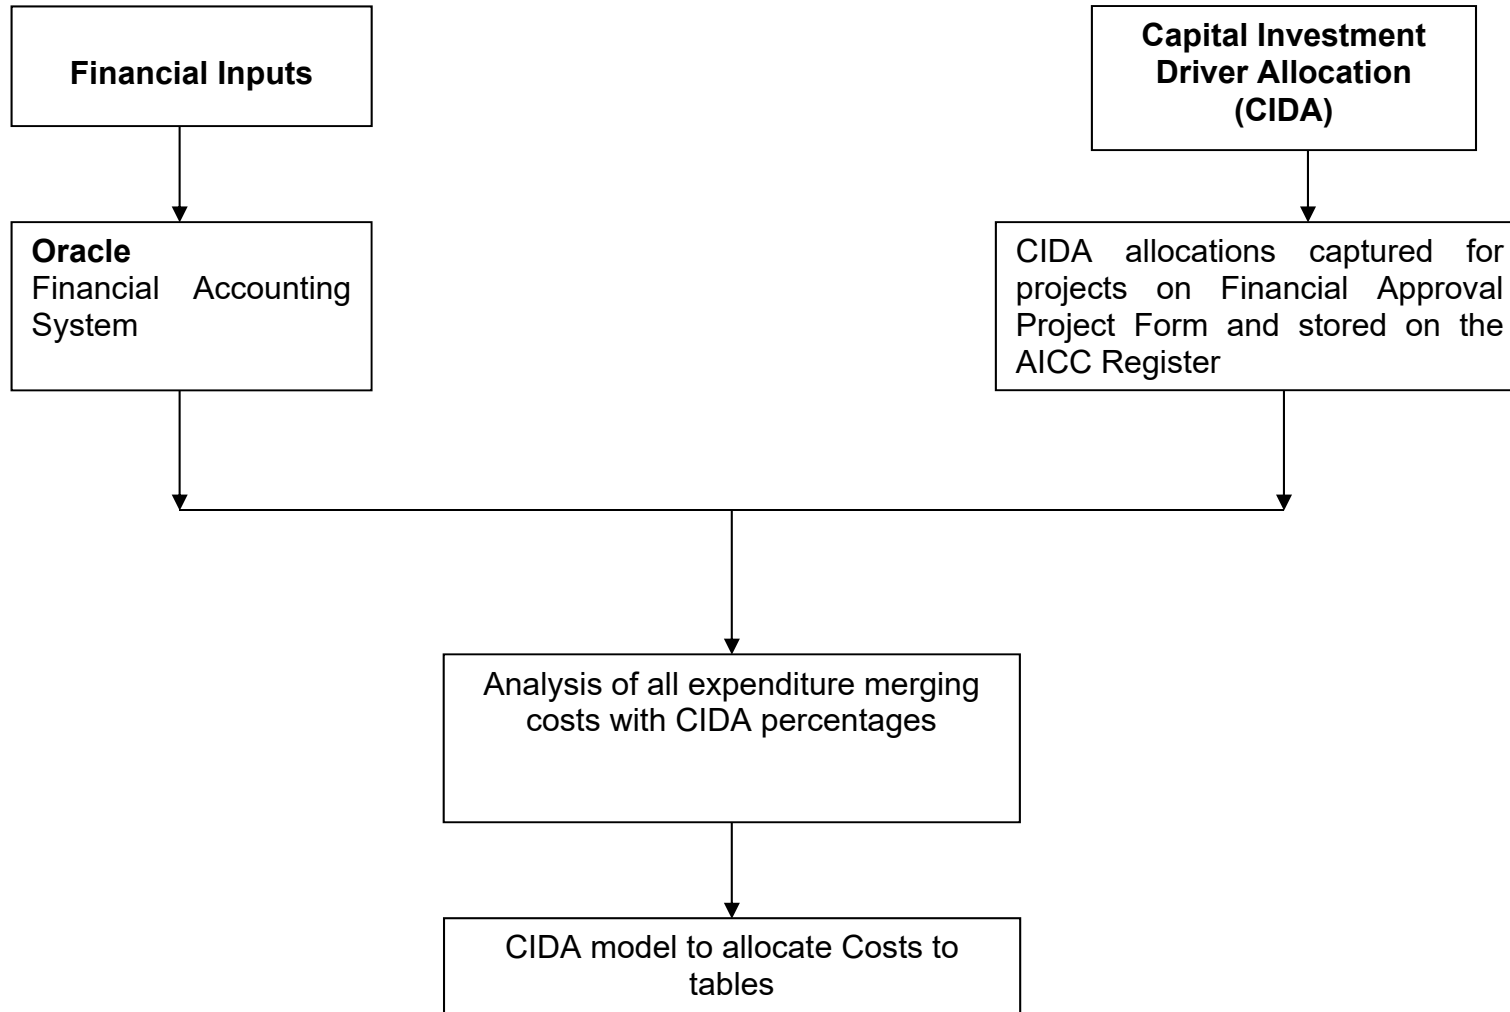 Financial Inputs
Capital Investment
Driver Allocation
(CIDA)
Oracle
Financial Accounting
System
CIDA allocations captured for
projects on Financial Approval
Project Form and stored on the
AICC Register
Analysis of all expenditure merging
costs with CIDA percentages
CIDA model to allocate Costs to
tables